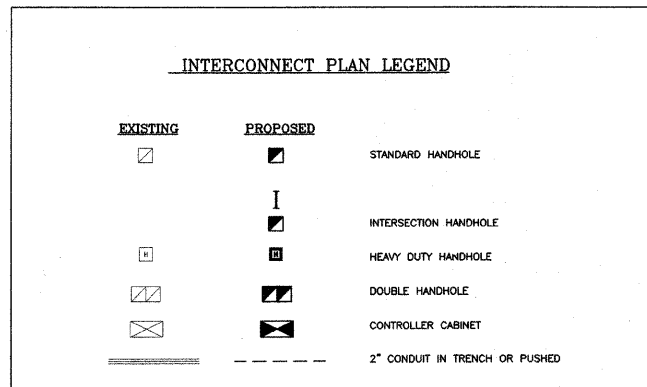 INTERCONNECT PLAN LEGEND
EXISTING PROPOSED
STANDARD HANDHOLE
I
INTERSECTION HANDHOLE
H H HEAVY DUTY HANDHOLE
DOUBLE HANDHOLE
CONTROLLER CABINET
2" CONDUIT IN TRENCH OR PUSHED